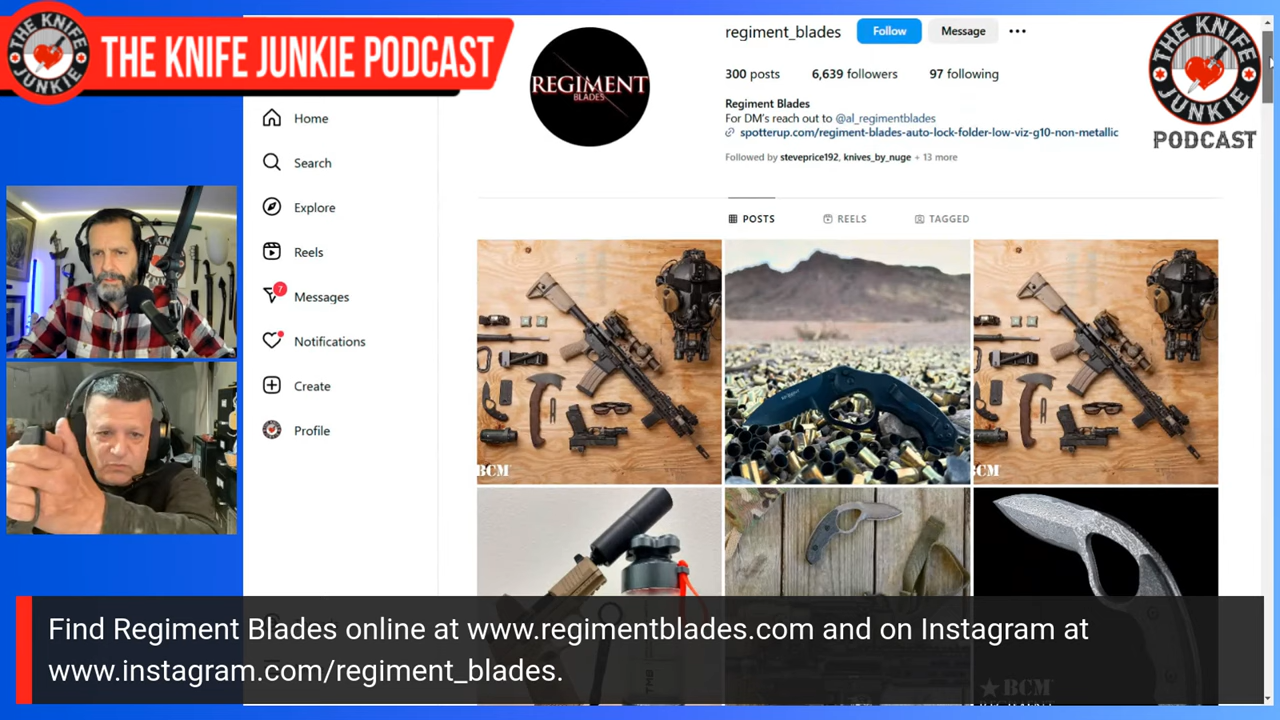 THE KNIFE
JUNKIE
THE KNIFE JUNKIE PODCAST
THE KNIFE
JUNKIE
PODCAST
REGIMENT
BLADES
regiment_blades
Follow
Message
300 posts
6,639 followers
97 following
Regiment Blades
For DM's reach out to @al_regimentblades
spotterup.com/regiment-blades-auto-lock-folder-low-viz-g10-non-metallic
Followed by steveprice192, knives_by_nuge + 13 more
POSTS
REELS
TAGGED
Home
Search
Explore
Reels
7
Messages
Notifications
Create
Profile
BCM
BCM
BCM
Find Regiment Blades online at www.regimentblades.com and on Instagram at
www.instagram.com/regiment_blades.